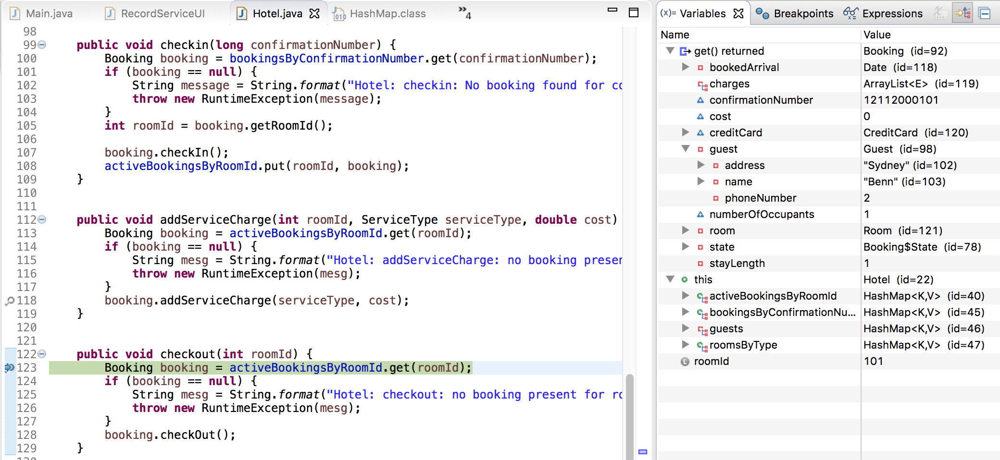 Main.java RecordServiceUI Hotel.java HashMap.class »4
98
99 public void checkin(long confirmationNumber) {
100 Booking booking = bookingsByConfirmationNumber.get(confirmationNumber);
101 if (booking == null) {
102 String message = String.format("Hotel: checkin: No booking found for co
103 throw new RuntimeException(message);
104 }
105 int roomId = booking.getRoomId();
106
107 booking.checkIn();
108 activeBookingsByRoomId.put(roomId, booking);
109 }
110
111
112 public void addServiceCharge(int roomId, ServiceType serviceType, double cost)
113 Booking booking = activeBookingsByRoomId.get(roomId);
114 if (booking == null) {
115 String mesg = String.format("Hotel: addServiceCharge: no booking presen
116 throw new RuntimeException(mesg);
117 }
118 booking.addServiceCharge(serviceType, cost);
119 }
120
121
122 public void checkout(int roomId) {
123 Booking booking = activeBookingsByRoomId.get(roomId);
124 if (booking == null) {
125 String mesg = String.format("Hotel: checkout: no booking present for ro
126 throw new RuntimeException(mesg);
127 }
128 booking.checkOut();
129 }
(x)= Variables Breakpoints Expressions
Name Value
get() returned Booking (id=92)
bookedArrival Date (id=118)
charges ArrayList<E> (id=119)
confirmationNumber 12112000101
cost 0
creditCard CreditCard (id=120)
guest Guest (id=98)
address "Sydney" (id=102)
name "Benn" (id=103)
phoneNumber 2
numberOfOccupants 1
room Room (id=121)
state Booking$State (id=78)
stayLength 1
this Hotel (id=22)
activeBookingsByRoomId HashMap<K,V> (id=40)
bookingsByConfirmationNu... HashMap<K,V> (id=45)
guests HashMap<K,V> (id=46)
roomsByType HashMap<K,V> (id=47)
roomId 101